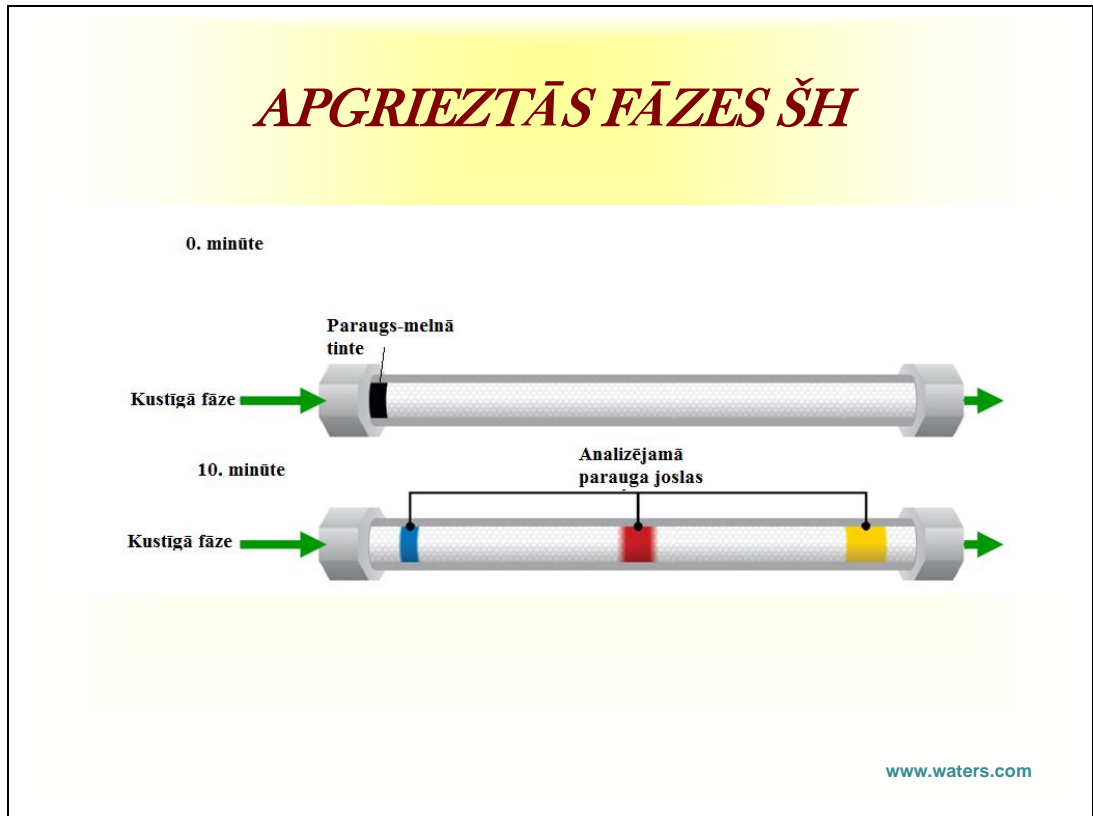 APGRIEZTĀS FĀZES ŠH
0. minūte
Paraugs-melnā
tinte
Kustīgā fāze
10. minūte
Analizējamā
parauga joslas
Kustīgā fāze
www.waters.com